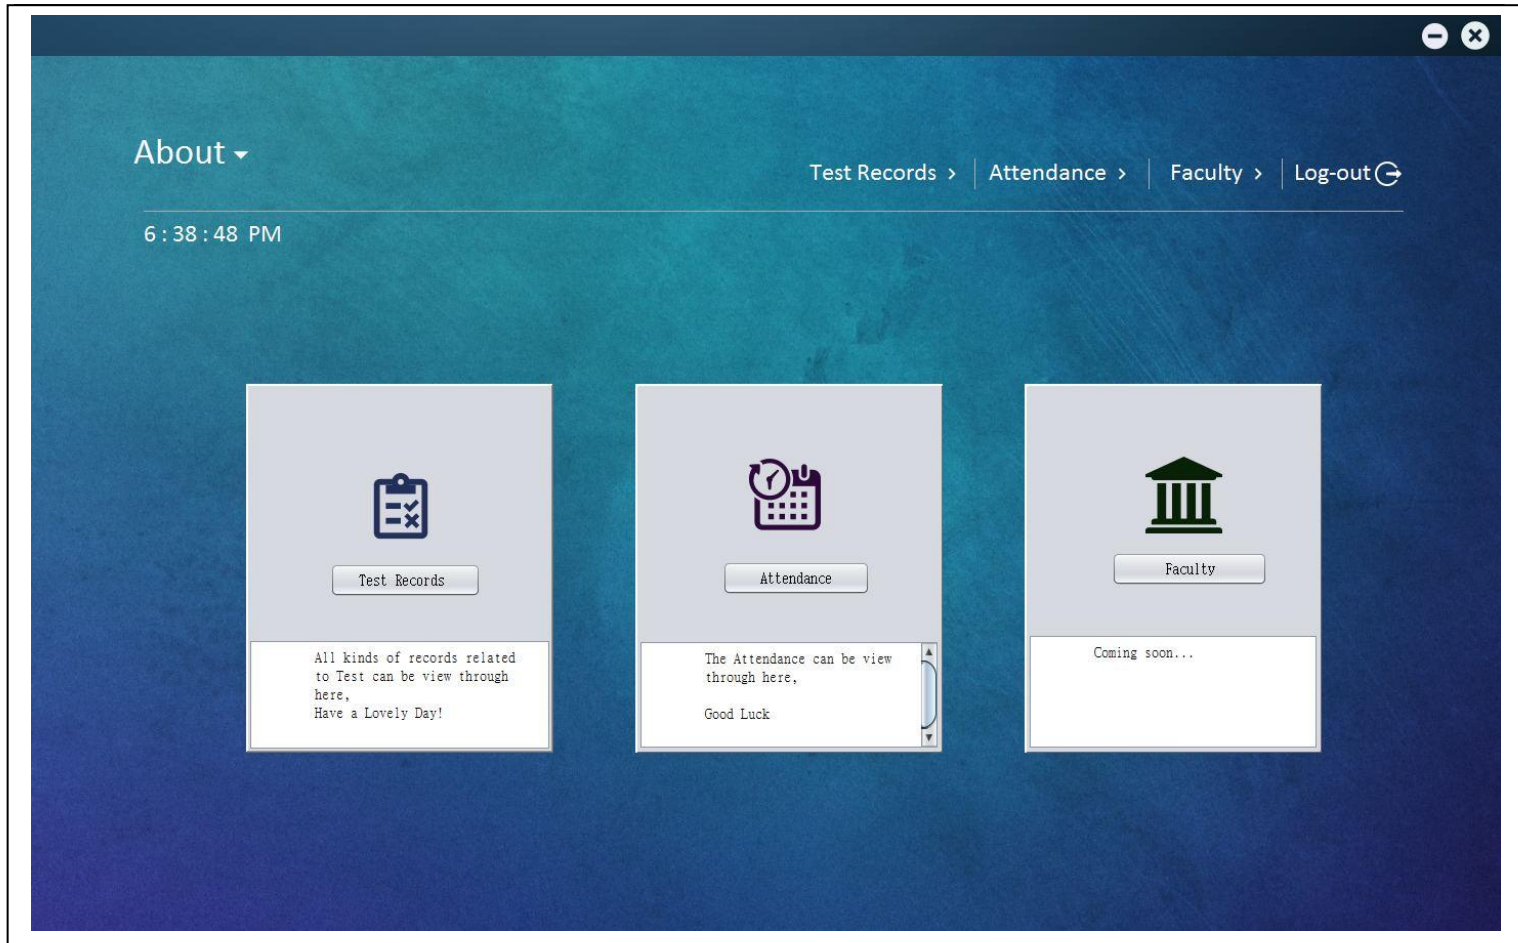 About
Test Records >
Attendance >
Faculty >
Log-out
6 : 38 : 48 PM
Test Records
All kinds of records related
to Test can be view through
here,
Have a Lovely Day!
Attendance
The Attendance can be view
through here,
Good Luck
Faculty
Coming soon...